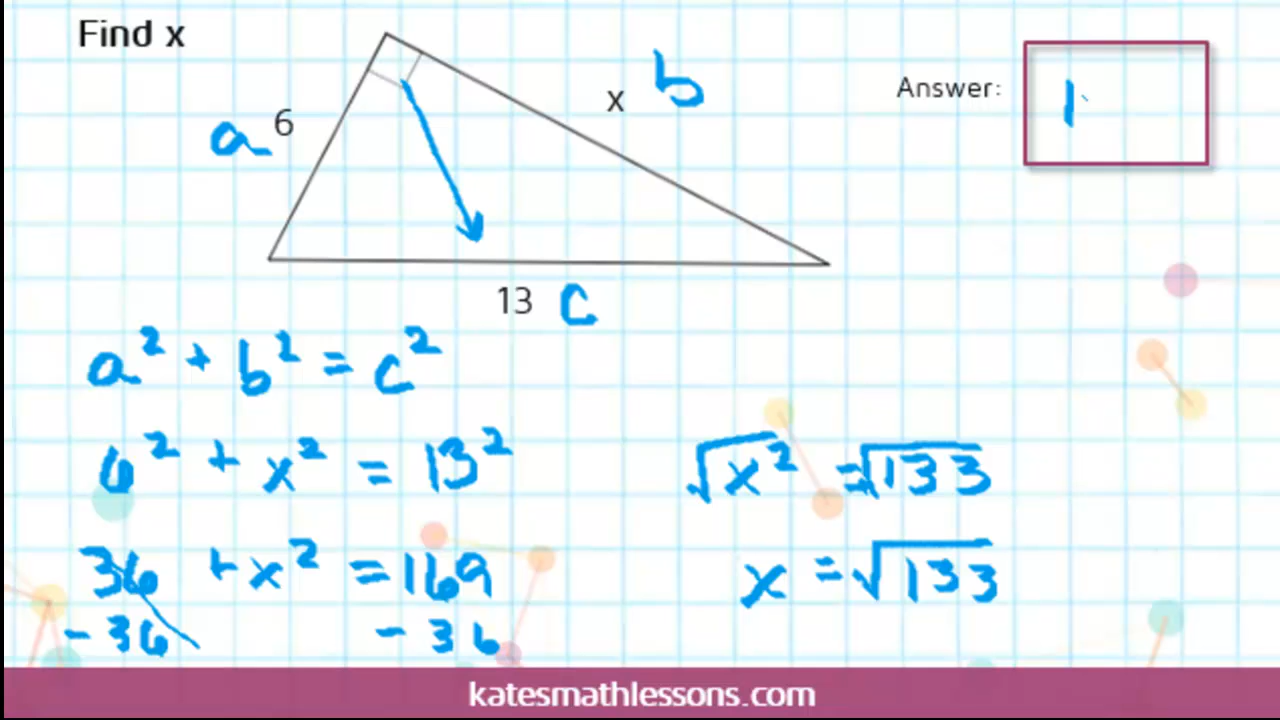 Find x
Answer:
1
a 6
x b
13 c
a² + b² = c²
6² + x² = 13²
36 + x² = 169
- 36 - 36
√x² = √133
x = √133
katesmathlessons.com